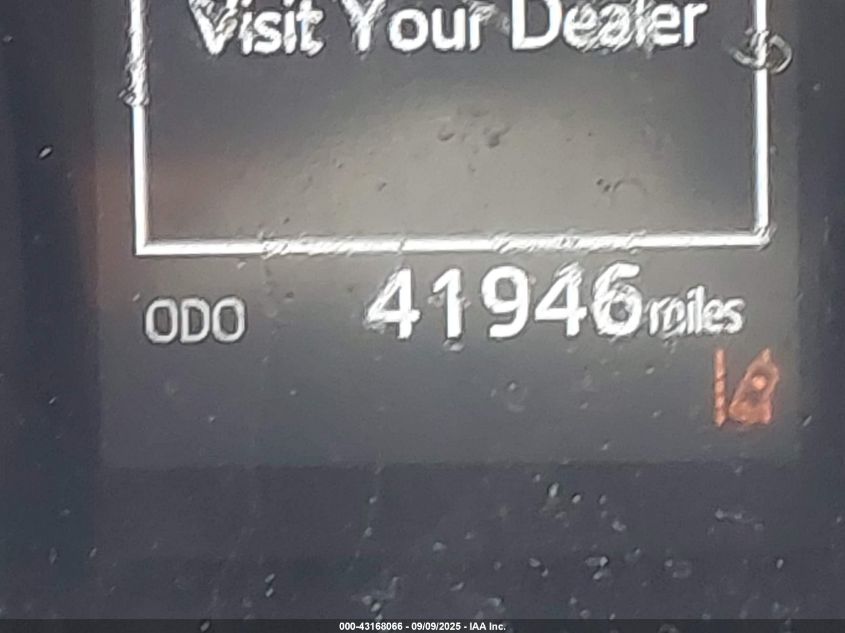 Visit Your Dealer
ODO 41946 miles
000-43168066 - 09/09/2025 - IAA Inc.